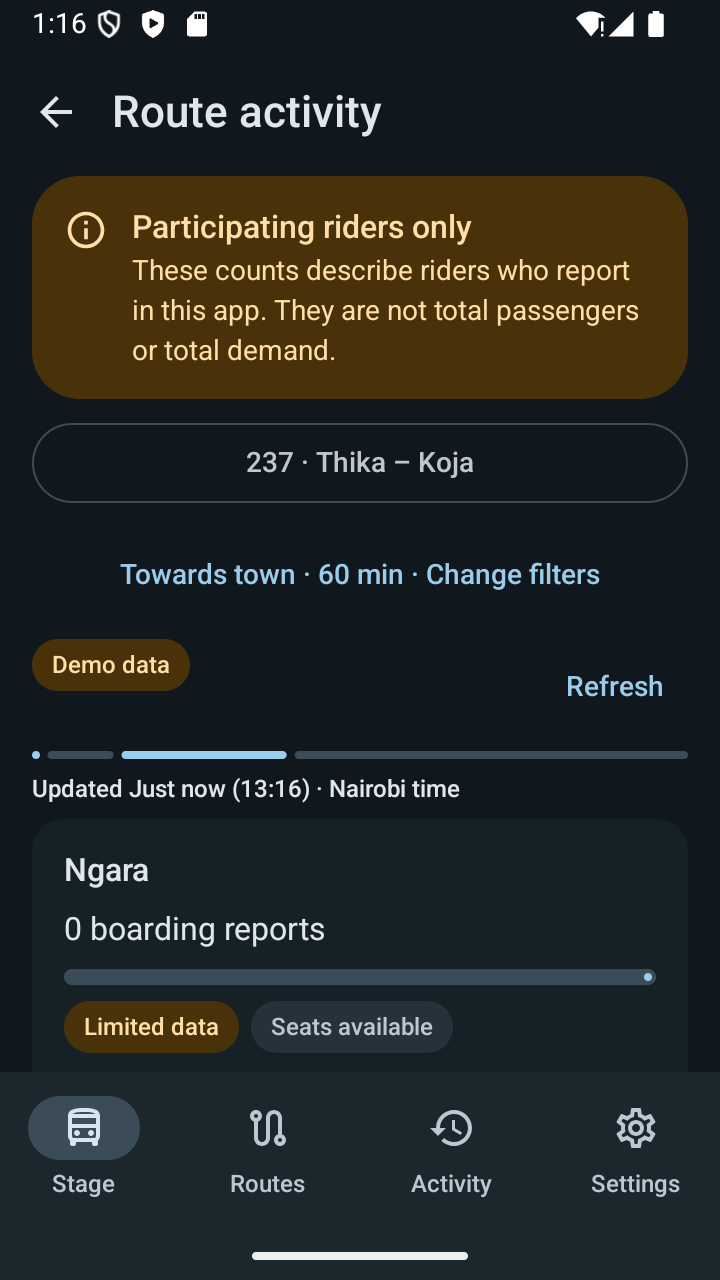 1:16
Route activity
Participating riders only
These counts describe riders who report
in this app. They are not total passengers
or total demand.
237 · Thika – Koja
Towards town · 60 min · Change filters
Demo data
Refresh
Updated Just now (13:16) · Nairobi time
Ngara
0 boarding reports
Limited data
Seats available
Stage
Routes
Activity
Settings